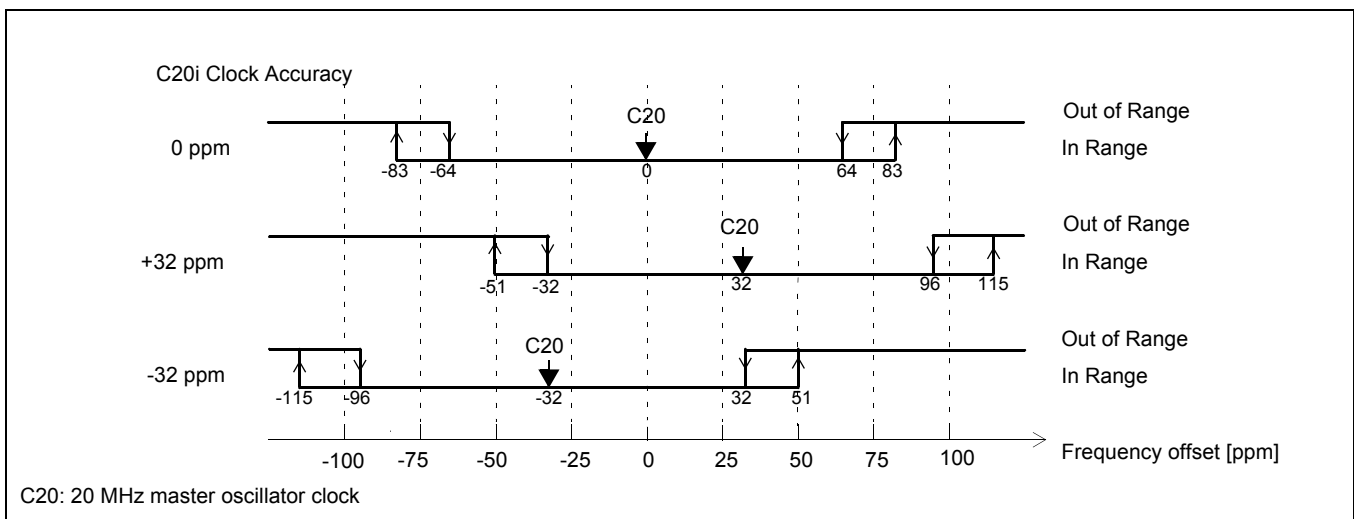 C20i Clock Accuracy
C20
Out of Range
0 ppm
In Range
-83 -64 0 64 83
C20
Out of Range
+32 ppm
In Range
-51 -32 32 96 115
C20
Out of Range
-32 ppm
In Range
-115 -96 -32 32 51
-100 -75 -50 -25 0 25 50 75 100 Frequency offset [ppm]
C20: 20 MHz master oscillator clock